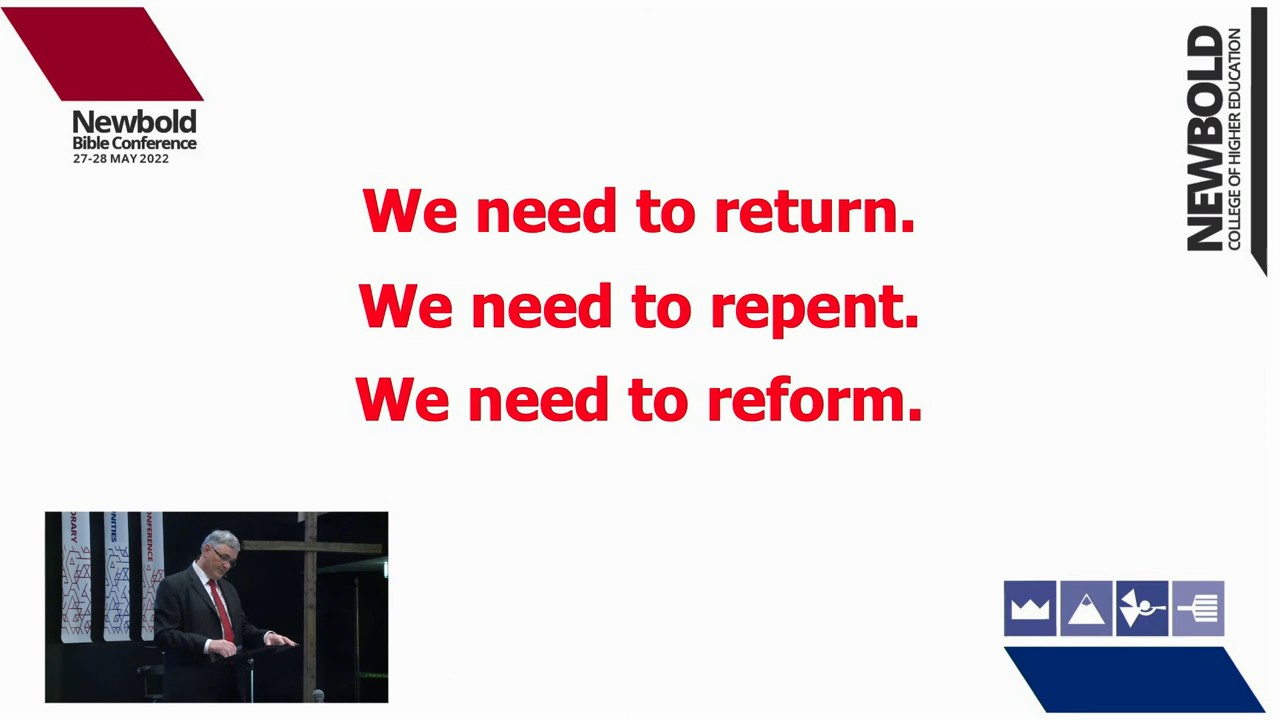 Newbold
Bible Conference
27-28 MAY 2022
NEWBOLD
COLLEGE OF HIGHER EDUCATION
We need to return.
We need to repent.
We need to reform.